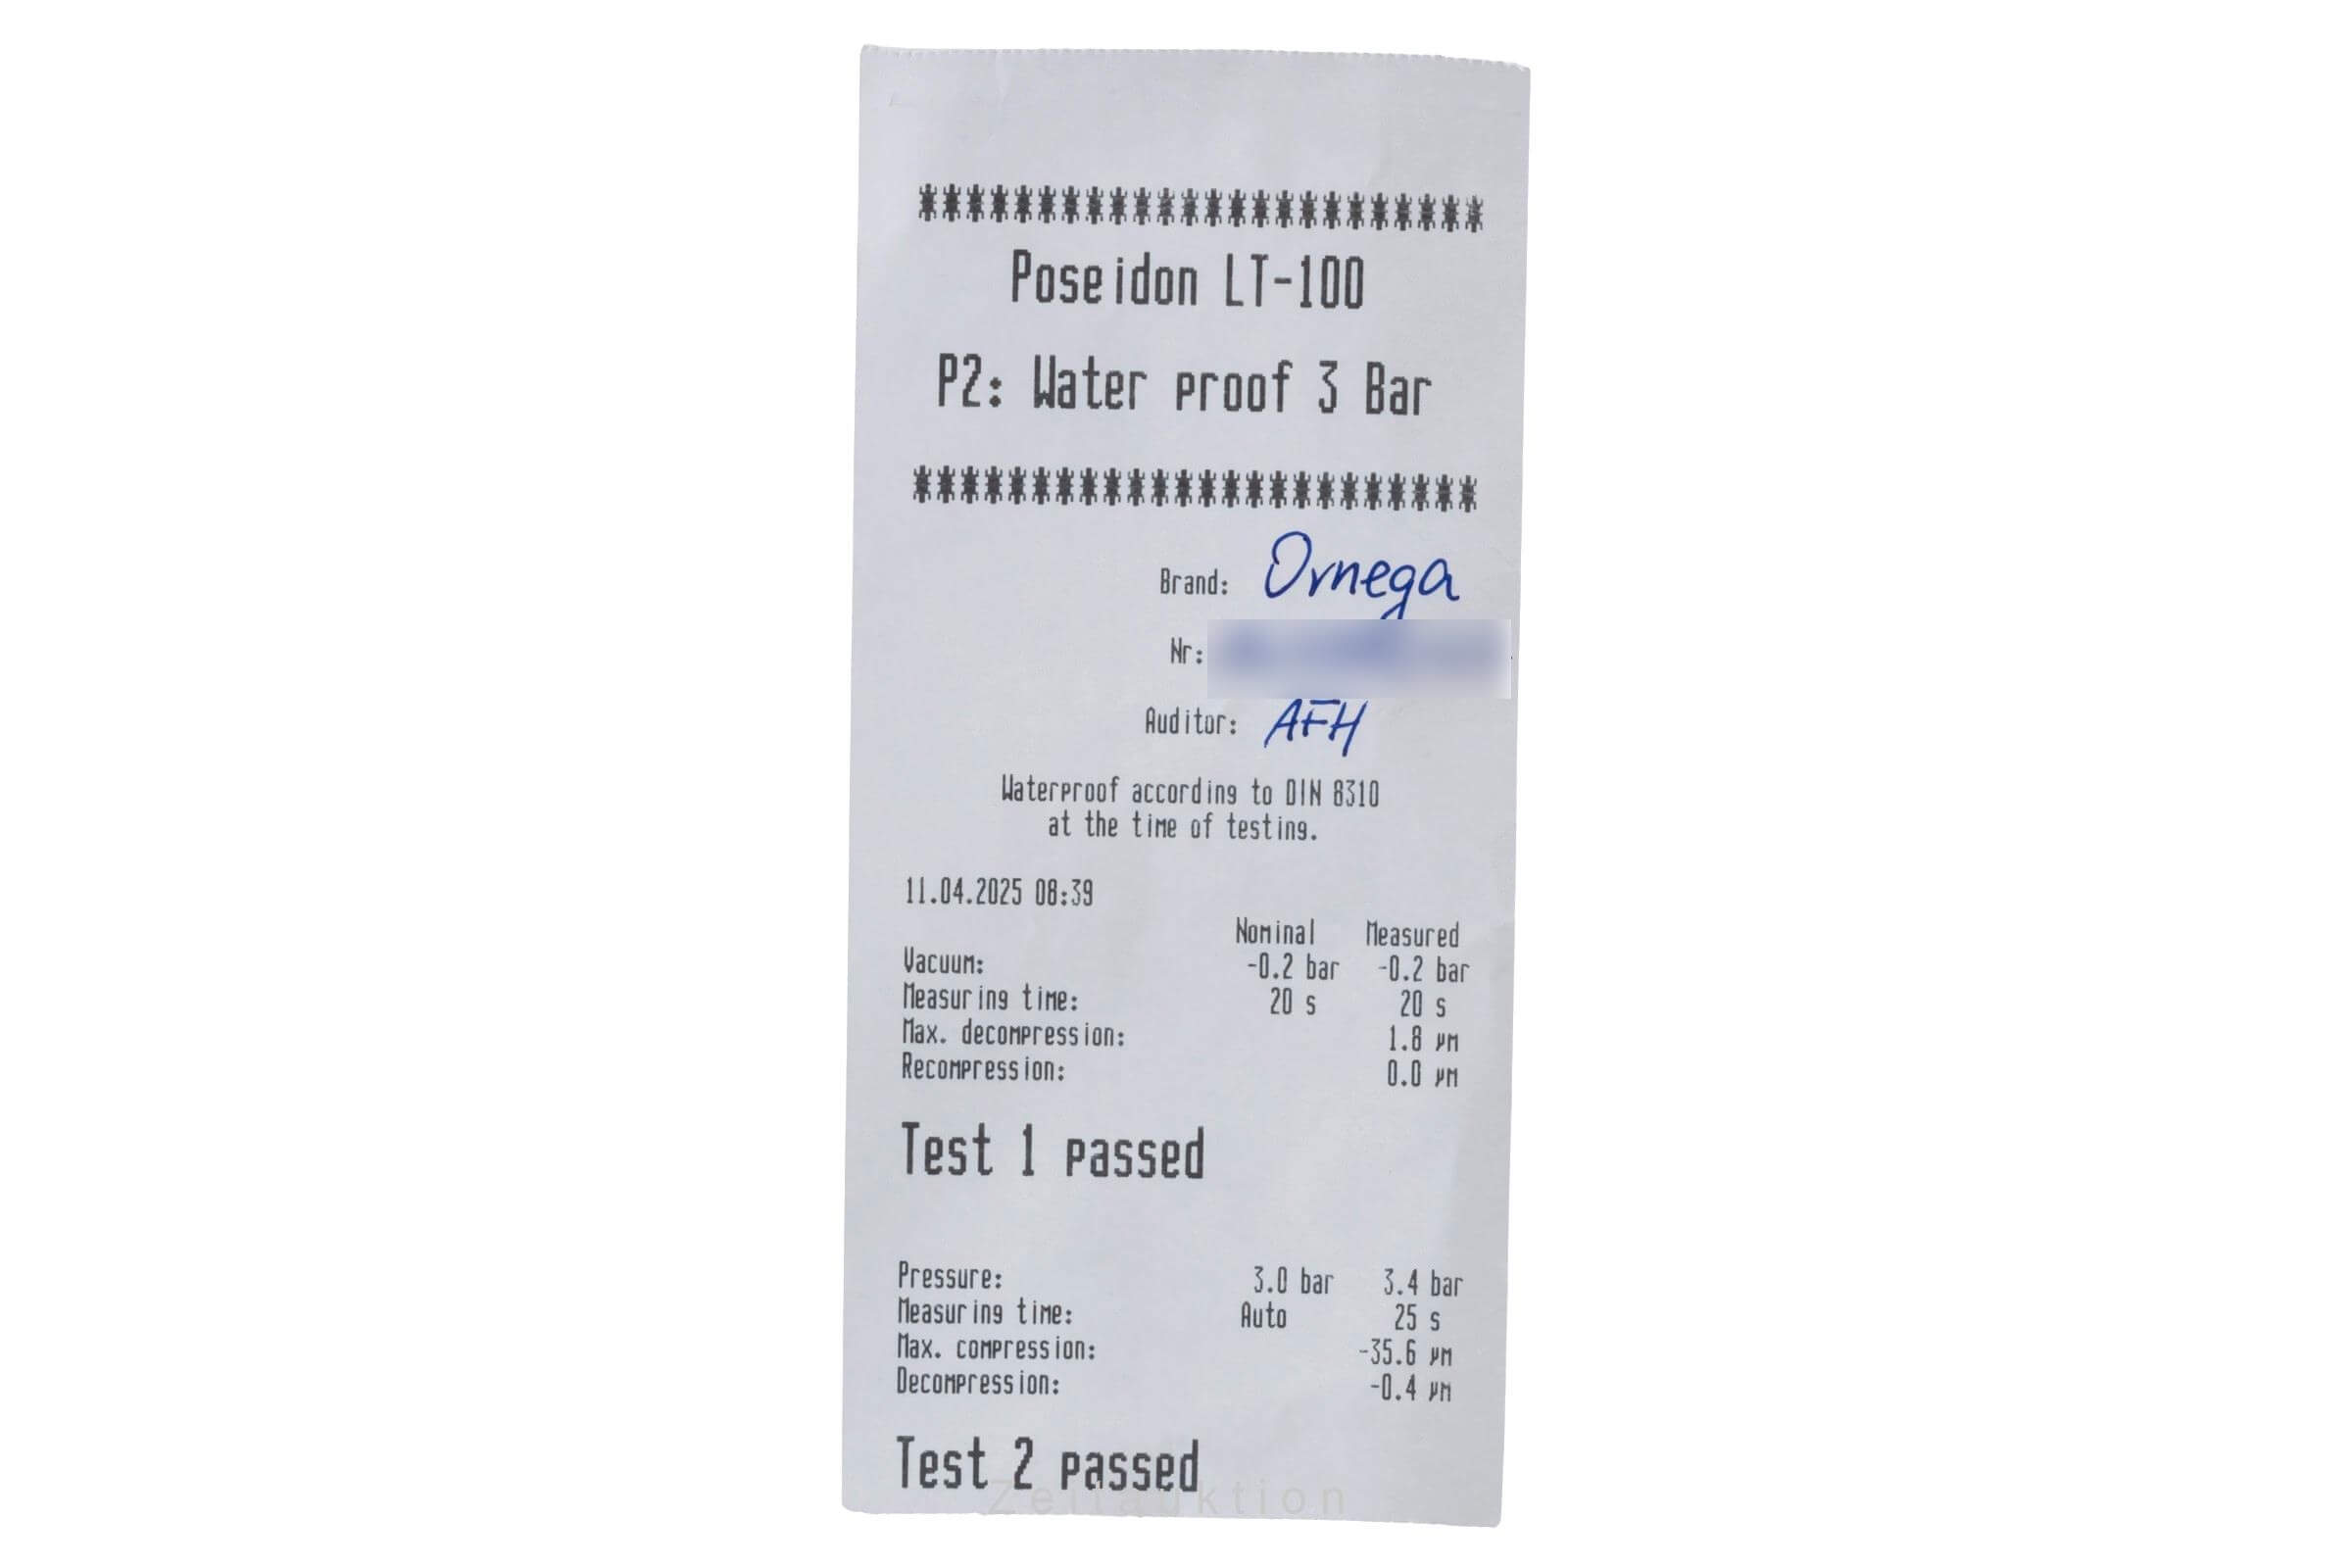 ************************
Poseidon LT-100
P2: Water proof 3 Bar
************************
Brand: Omega
Nr:
Auditor: AFH
Waterproof according to DIN 8310
at the time of testing.
11.04.2025 08:39
Nominal Measured
Vacuum: -0.2 bar -0.2 bar
Measuring time: 20 s 20 s
Max. decompression: 1.8 µm
Recompression: 0.0 µm
Test 1 passed
Pressure: 3.0 bar 3.4 bar
Measuring time: Auto 25 s
Max. compression: -35.6 µm
Decompression: -0.4 µm
Test 2 passed
Zeitauktion